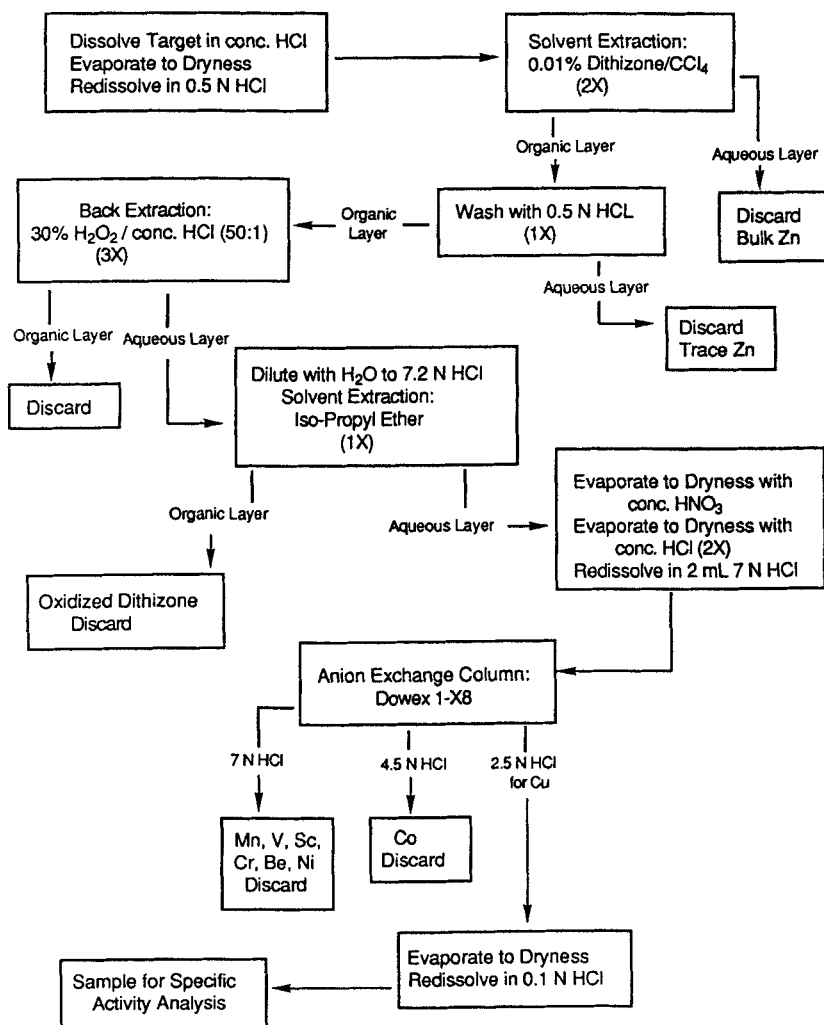 Dissolve Target in conc. HCl
Evaporate to Dryness
Redissolve in 0.5 N HCl
Solvent Extraction:
0.01% Dithizone/CCl4
(2X)
Organic Layer
Aqueous Layer
Back Extraction:
30% H2O2 / conc. HCl (50:1)
(3X)
Organic
Layer
Wash with 0.5 N HCL
(1X)
Discard
Bulk Zn
Aqueous Layer
Organic Layer
Aqueous Layer
Discard
Trace Zn
Discard
Dilute with H2O to 7.2 N HCl
Solvent Extraction:
Iso-Propyl Ether
(1X)
Organic Layer
Aqueous Layer
Evaporate to Dryness with
conc. HNO3
Evaporate to Dryness with
conc. HCl (2X)
Redissolve in 2 mL 7 N HCl
Oxidized Dithizone
Discard
Anion Exchange Column:
Dowex 1-X8
7 N HCl
4.5 N HCl
2.5 N HCl
for Cu
Mn, V, Sc,
Cr, Be, Ni
Discard
Co
Discard
Evaporate to Dryness
Redissolve in 0.1 N HCl
Sample for Specific
Activity Analysis